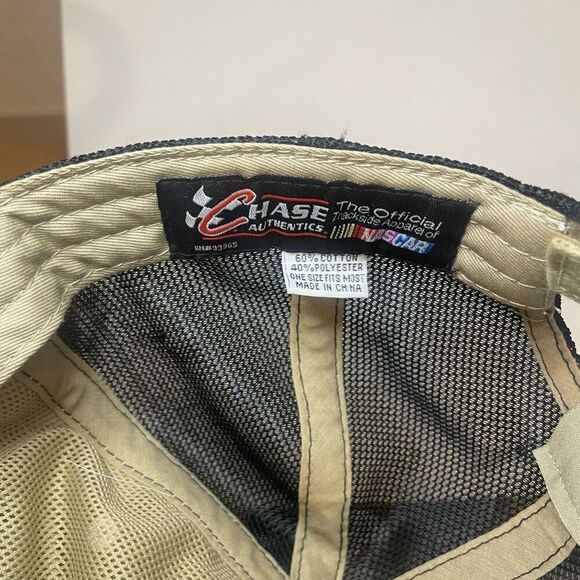 CHASE
AUTHENTICS
RN#93965
The Official
Trackside Apparel of
NASCAR
60% COTTON
40% POLYESTER
ONE SIZE FITS MOST
MADE IN CHINA